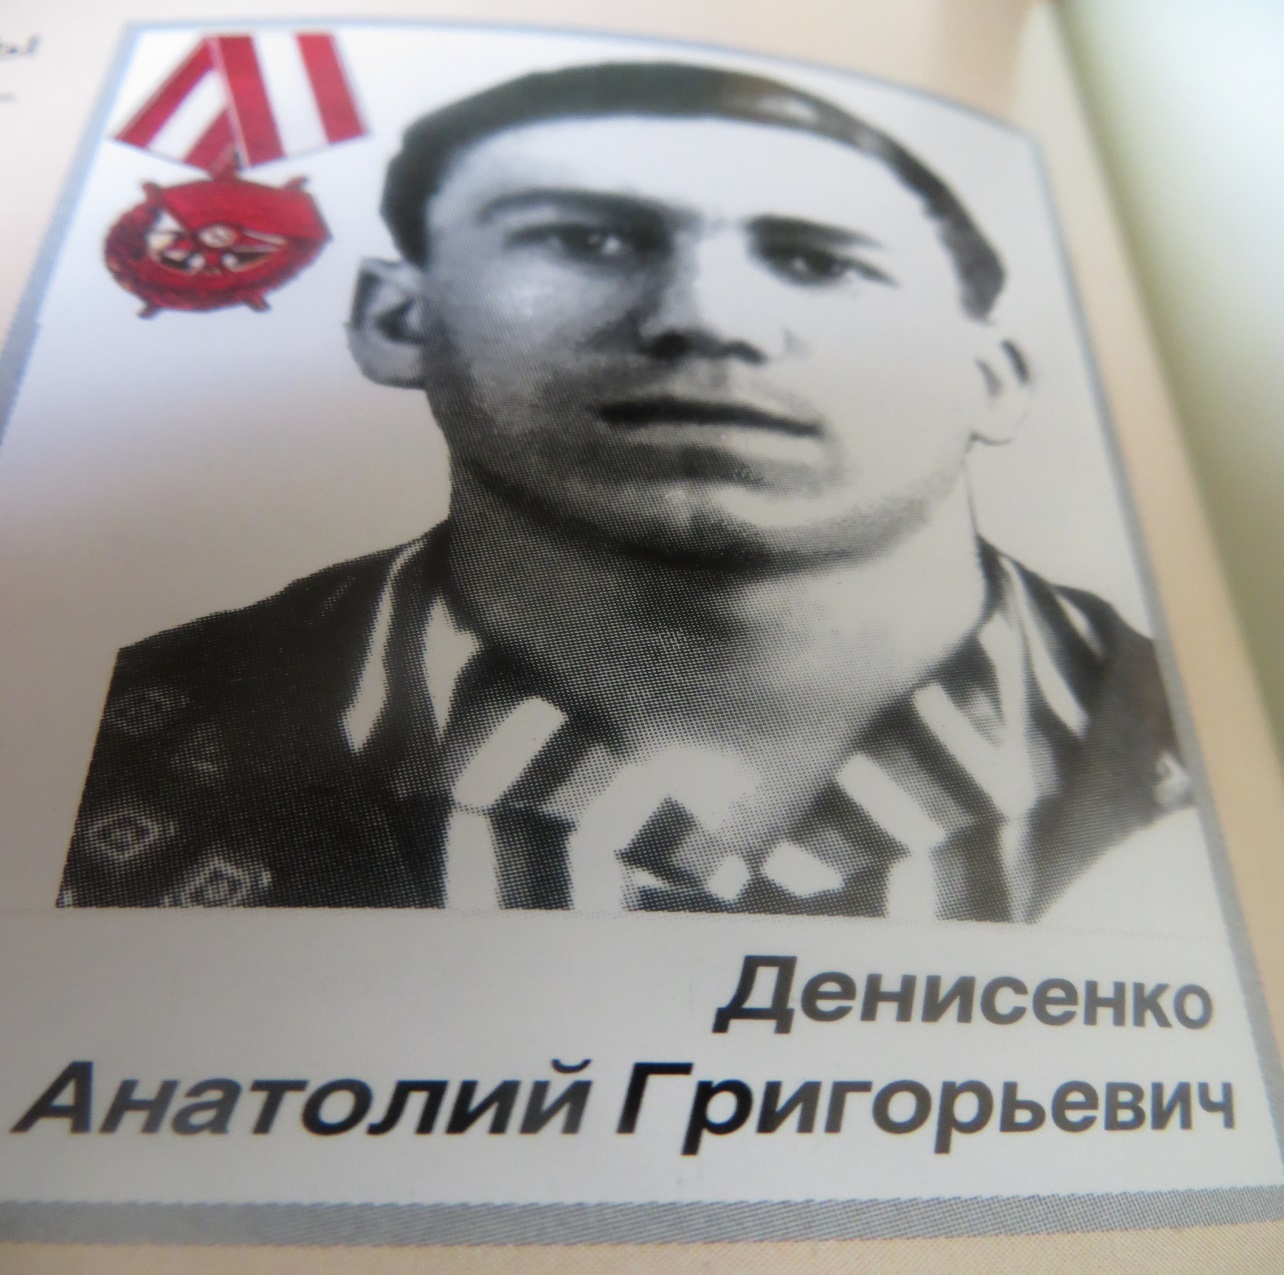 Денисенко
Анатолий Григорьевич